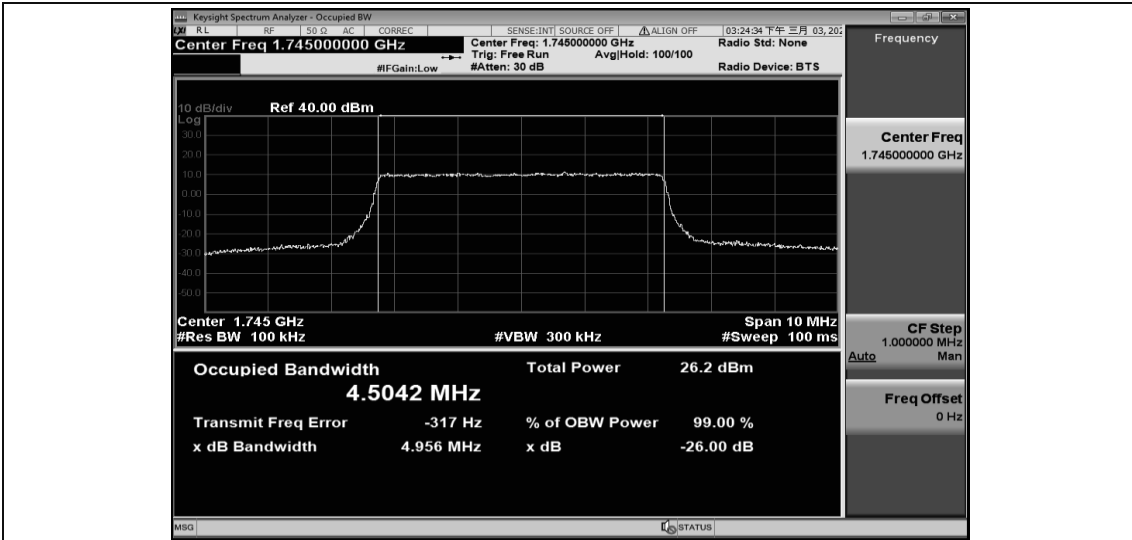 Keysight Spectrum Analyzer - Occupied BW
LXI RL RF 50 Ω AC CORREC SENSE:INT SOURCE OFF ⚠ALIGN OFF 03:24:34 下午 三月 03, 202
Center Freq 1.745000000 GHz
Center Freq: 1.745000000 GHz
Radio Std: None
Trig: Free Run Avg|Hold: 100/100
#IFGain:Low
#Atten: 30 dB
Radio Device: BTS
10 dB/div Ref 40.00 dBm
Log
30.0
20.0
10.0
0.00
-10.0
-20.0
-30.0
-40.0
-50.0
Center 1.745 GHz
Span 10 MHz
#Res BW 100 kHz
#VBW 300 kHz
#Sweep 100 ms
Occupied Bandwidth
Total Power 26.2 dBm
4.5042 MHz
Transmit Freq Error -317 Hz
% of OBW Power 99.00 %
x dB Bandwidth 4.956 MHz
x dB -26.00 dB
Frequency
Center Freq
1.745000000 GHz
CF Step
1.000000 MHz
Auto Man
Freq Offset
0 Hz
MSG
STATUS